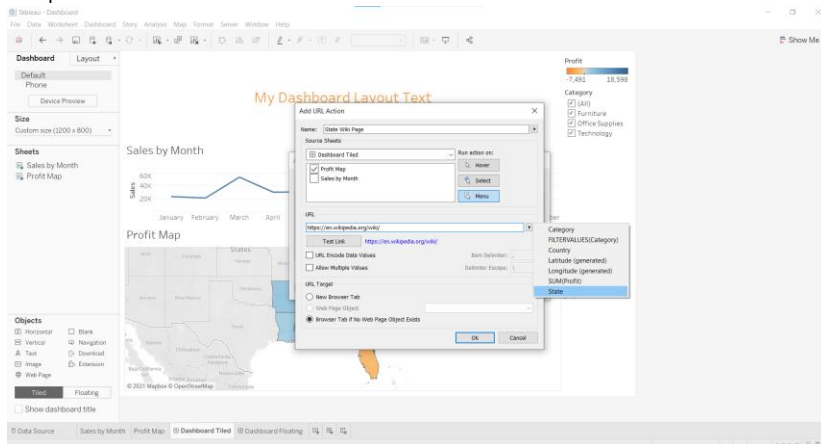 Tableau - Dashboard
File Data Worksheet Dashboard Story Analysis Map Format Server Window Help
Show Me
Dashboard Layout
Default
Phone
Device Preview
Size
Custom size (1200 x 800)
Sheets
Sales by Month
Profit Map
My Dashboard Layout Text
Sales by Month
Sales
60K
40K
20K
January February March April
Profit Map
States
Oklahoma
Texas
Chihuahua
© 2021 Mapbox © OpenStreetMap
Profit
-7,491 18,598
Category
(All)
Furniture
Office Supplies
Technology
Add URL Action
Name: State Wiki Page
Source Sheets
Dashboard Tiled
Profit Map
Sales by Month
Run action on:
Hover
Select
Menu
URL
https://en.wikipedia.org/wiki/
Test Link https://en.wikipedia.org/wiki/
URL Encode Data Values
Item Delimiter: ,
Allow Multiple Values
Delimiter Escape: \
URL Target
New Browser Tab
Web Page Object
Browser Tab if No Web Page Object Exists
OK Cancel
Category
FILTERVALUES(Category)
Country
Latitude (generated)
Longitude (generated)
SUM(Profit)
State
Objects
Horizontal Blank
Vertical Navigation
Text Download
Image Extension
Web Page
Tiled Floating
Show dashboard title
Data Source Sales by Month Profit Map Dashboard Tiled Dashboard Floating